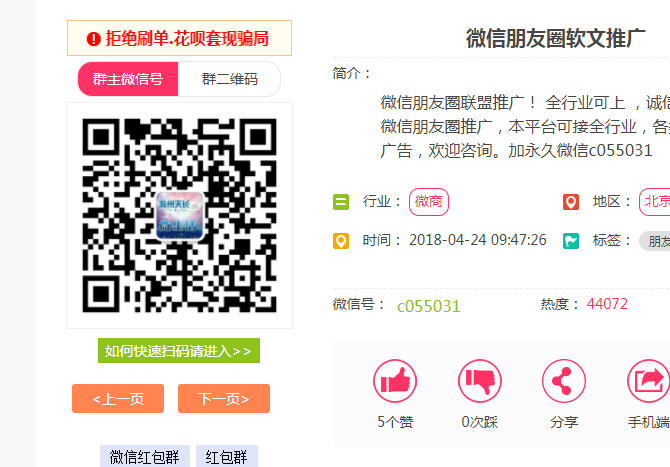 拒绝刷单.花呗套现骗局
群主微信号
群二维码
滁州天长
如何快速扫码请进入>>
<上一页
下一页>
微信红包群
红包群
微信朋友圈软文推广
简介：
微信朋友圈联盟推广！ 全行业可上 ，诚信
微信朋友圈推广，本平台可接全行业，各
广告，欢迎咨询。加永久微信c055031
行业： 微商
地区： 北京
时间： 2018-04-24 09:47:26
标签： 朋友
微信号： c055031
热度： 44072
5个赞
0次踩
分享
手机端